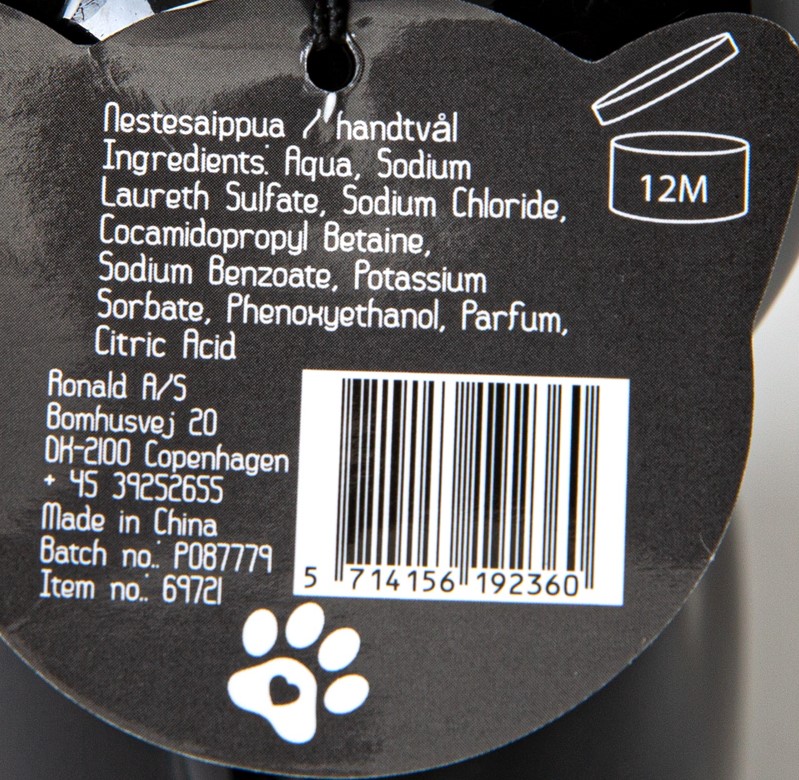 Nestesaippua / handtvål
Ingredients: Aqua, Sodium
Laureth Sulfate, Sodium Chloride,
Cocamidopropyl Betaine,
Sodium Benzoate, Potassium
Sorbate, Phenoxyethanol, Parfum,
Citric Acid
12M
Ronald A/S
Bomhusvej 20
DK-2100 Copenhagen
+ 45 39252655
Made in China
Batch no.: P087779
Item no.: 69721
5 714156 192360